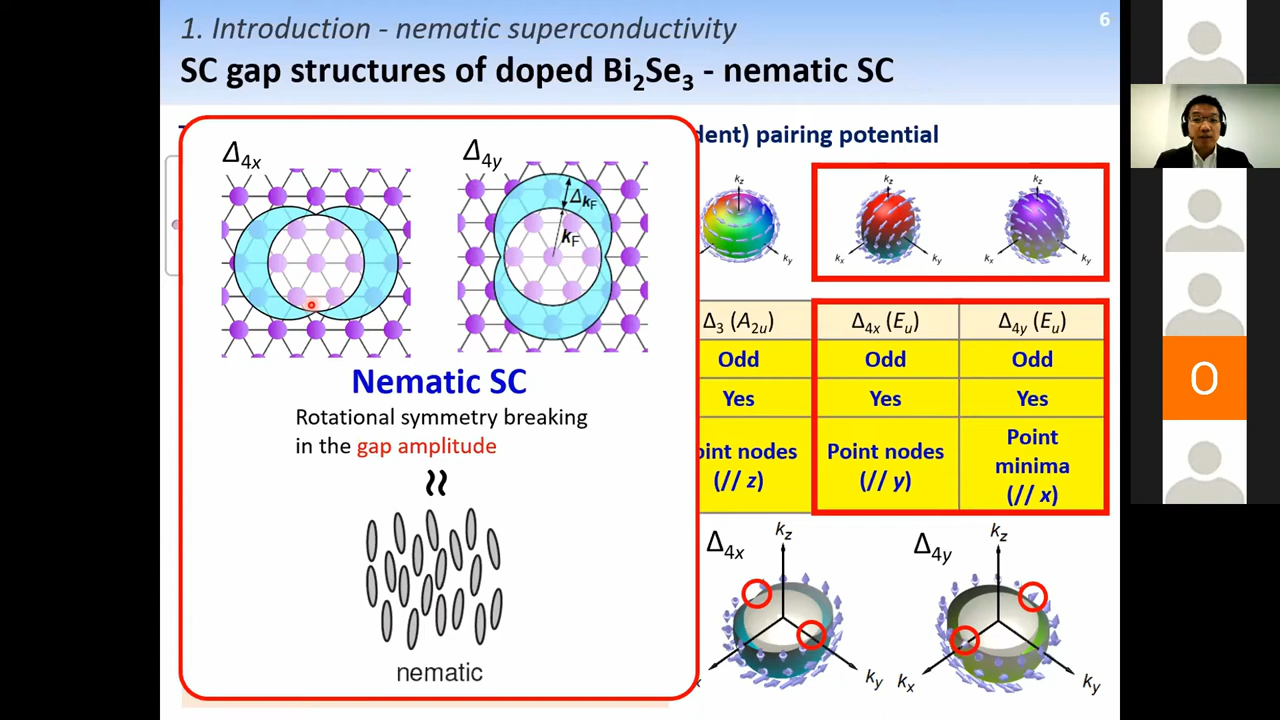 1. Introduction - nematic superconductivity
6
SC gap structures of doped Bi2Se3 - nematic SC
dent) pairing potential
Δ4x
Δ4y
ΔkF
kF
Nematic SC
Rotational symmetry breaking
in the gap amplitude
≈
nematic
kz
ky
kz
kx
ky
kz
kx
ky
Δ3 (A2u)
Δ4x (Eu)
Δ4y (Eu)
Odd
Odd
Odd
Yes
Yes
Yes
oint nodes
(// z)
Point nodes
(// y)
Point
minima
(// x)
Δ4x
kz
ky
Δ4y
kz
kx
ky
O